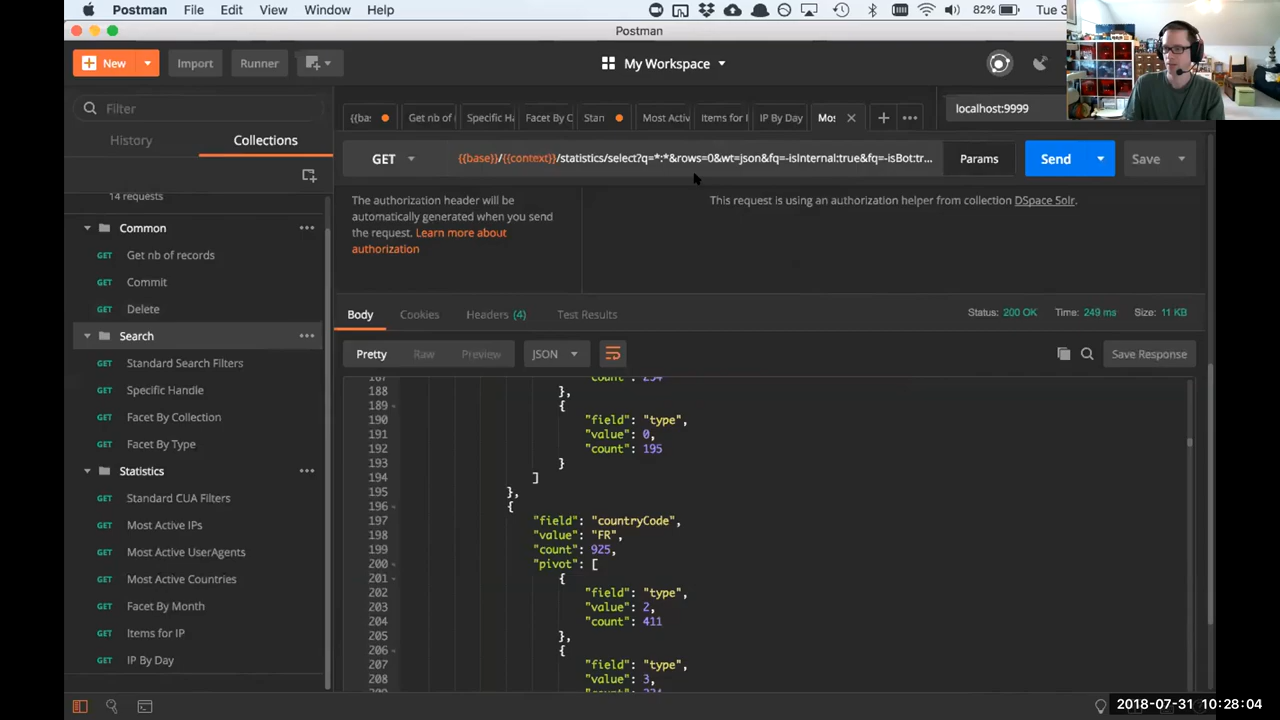 Postman File Edit View Window Help 82% Tue 3
Postman
New Import Runner My Workspace
Filter
History Collections
14 requests
Common
GET Get nb of records
GET Commit
GET Delete
Search
GET Standard Search Filters
GET Specific Handle
GET Facet By Collection
GET Facet By Type
Statistics
GET Standard CUA Filters
GET Most Active IPs
GET Most Active UserAgents
GET Most Active Countries
GET Facet By Month
GET Items for IP
GET IP By Day
{{ba: Get nb of Specific Ha Facet By C Stan Most Activ Items for I IP By Day Mos
localhost:9999
GET {{base}}/{{context}}/statistics/select?q=*:*&rows=0&wt=json&fq=-isInternal:true&fq=-isBot:tr... Params Send Save
The authorization header will be
automatically generated when you send
the request. Learn more about
authorization
This request is using an authorization helper from collection DSpace Solr.
Body Cookies Headers (4) Test Results Status: 200 OK Time: 249 ms Size: 11 KB
Pretty Raw Preview JSON Save Response
187 "count": 254
188 },
189 {
190 "field": "type",
191 "value": 0,
192 "count": 195
193 }
194 ]
195 },
196 {
197 "field": "countryCode",
198 "value": "FR",
199 "count": 925,
200 "pivot": [
201 {
202 "field": "type",
203 "value": 2,
204 "count": 411
205 },
206 {
207 "field": "type",
208 "value": 3,
2018-07-31 10:28:04